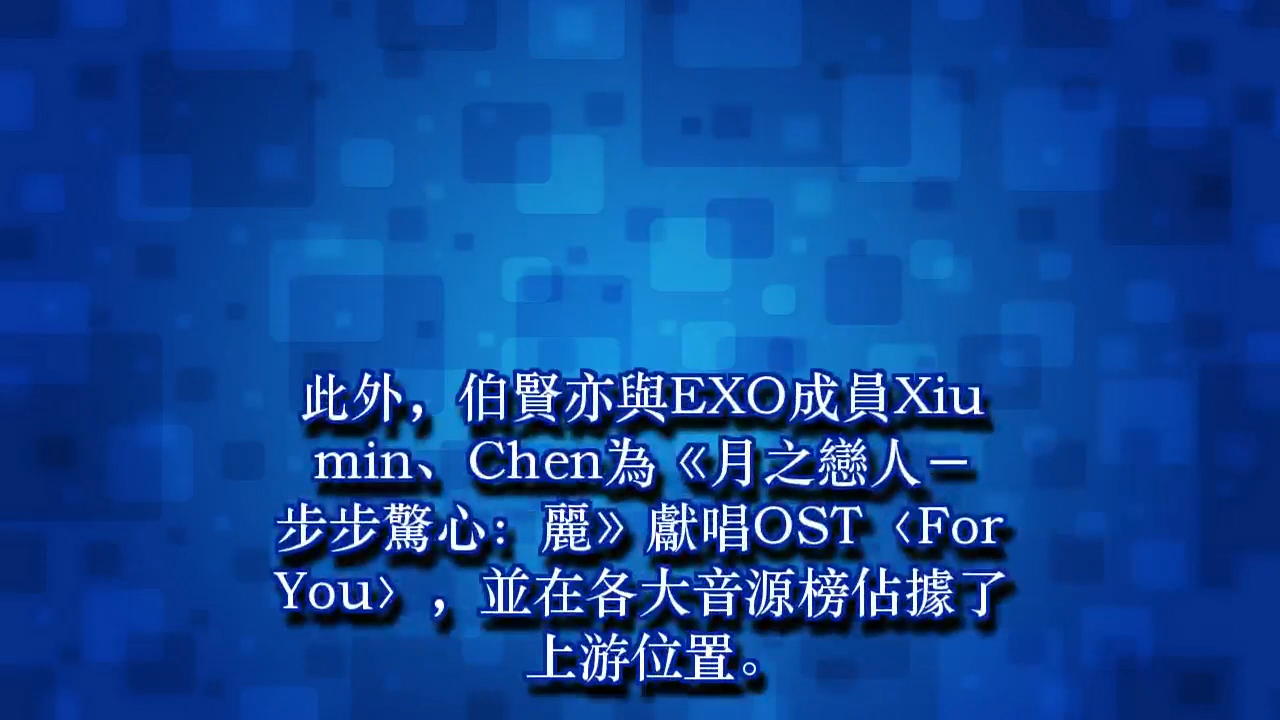 此外，伯賢亦與EXO成員Xiu
min、Chen為《月之戀人－
步步驚心：麗》獻唱OST〈For
You〉，並在各大音源榜佔據了
上游位置。